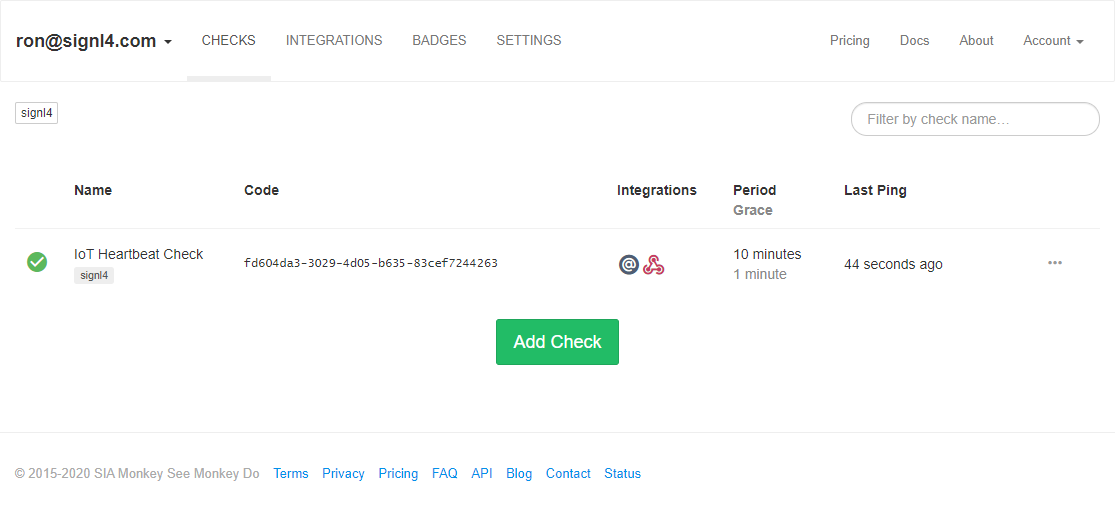 ron@signl4.com CHECKS INTEGRATIONS BADGES SETTINGS Pricing Docs About Account
signl4
Filter by check name...
Name Code Integrations Period Last Ping
Grace
IoT Heartbeat Check fd604da3-3029-4d05-b635-83cef7244263 @ 10 minutes 44 seconds ago
signl4 1 minute
Add Check
© 2015-2020 SIA Monkey See Monkey Do Terms Privacy Pricing FAQ API Blog Contact Status